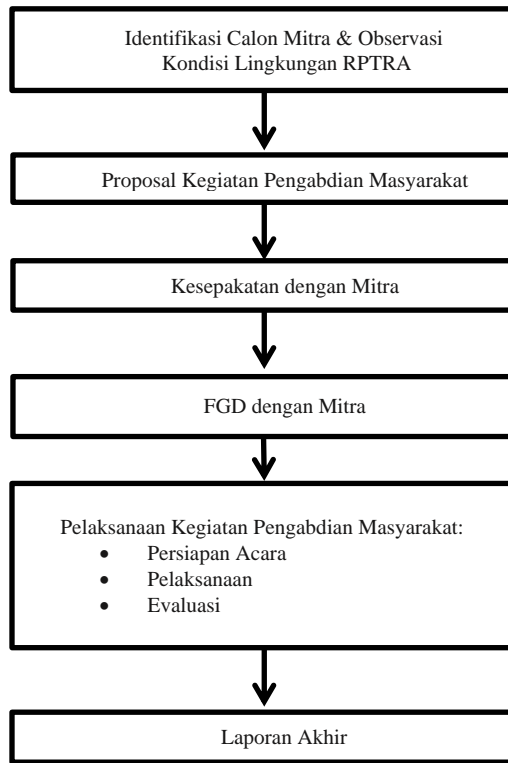 Identifikasi Calon Mitra & Observasi
Kondisi Lingkungan RPTRA
Proposal Kegiatan Pengabdian Masyarakat
Kesepakatan dengan Mitra
FGD dengan Mitra
Pelaksanaan Kegiatan Pengabdian Masyarakat:
• Persiapan Acara
• Pelaksanaan
• Evaluasi
Laporan Akhir